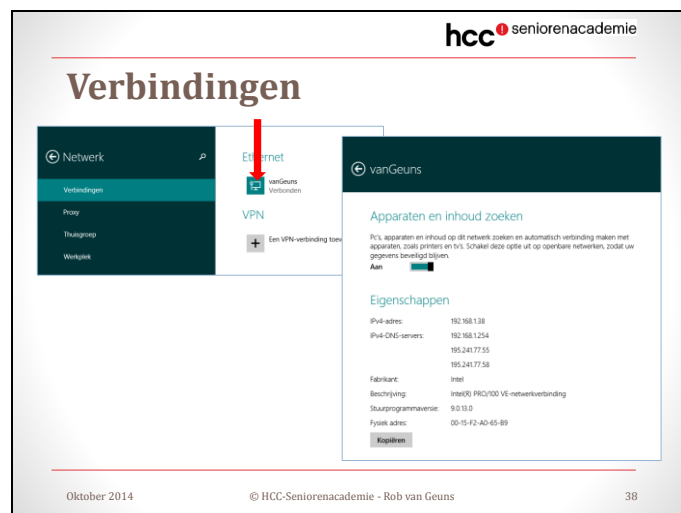 hcc! seniorenacademie
Verbindingen
Netwerk
Verbindingen
Proxy
Thuisgroep
Werkplek
Ethernet
vanGeuns
Verbonden
VPN
Een VPN-verbinding
vanGeuns
Apparaten en inhoud zoeken
Pc's, apparaten en inhoud op dit netwerk zoeken en automatisch verbinding maken met
apparaten, zoals printers en tv's. Schakel deze optie uit op openbare netwerken, zodat uw
gegevens beveiligd blijven.
Aan
Eigenschappen
IPv4-adres: 192.168.1.38
IPv4-DNS-servers: 192.168.1.254
195.241.77.55
195.241.77.58
Fabrikant: Intel
Beschrijving: Intel(R) PRO/100 VE-netwerkverbinding
Stuurprogrammaversie: 9.0.13.0
Fysiek adres: 00-15-F2-A0-65-B9
Kopiëren
Oktober 2014 © HCC-Seniorenacademie - Rob van Geuns 38